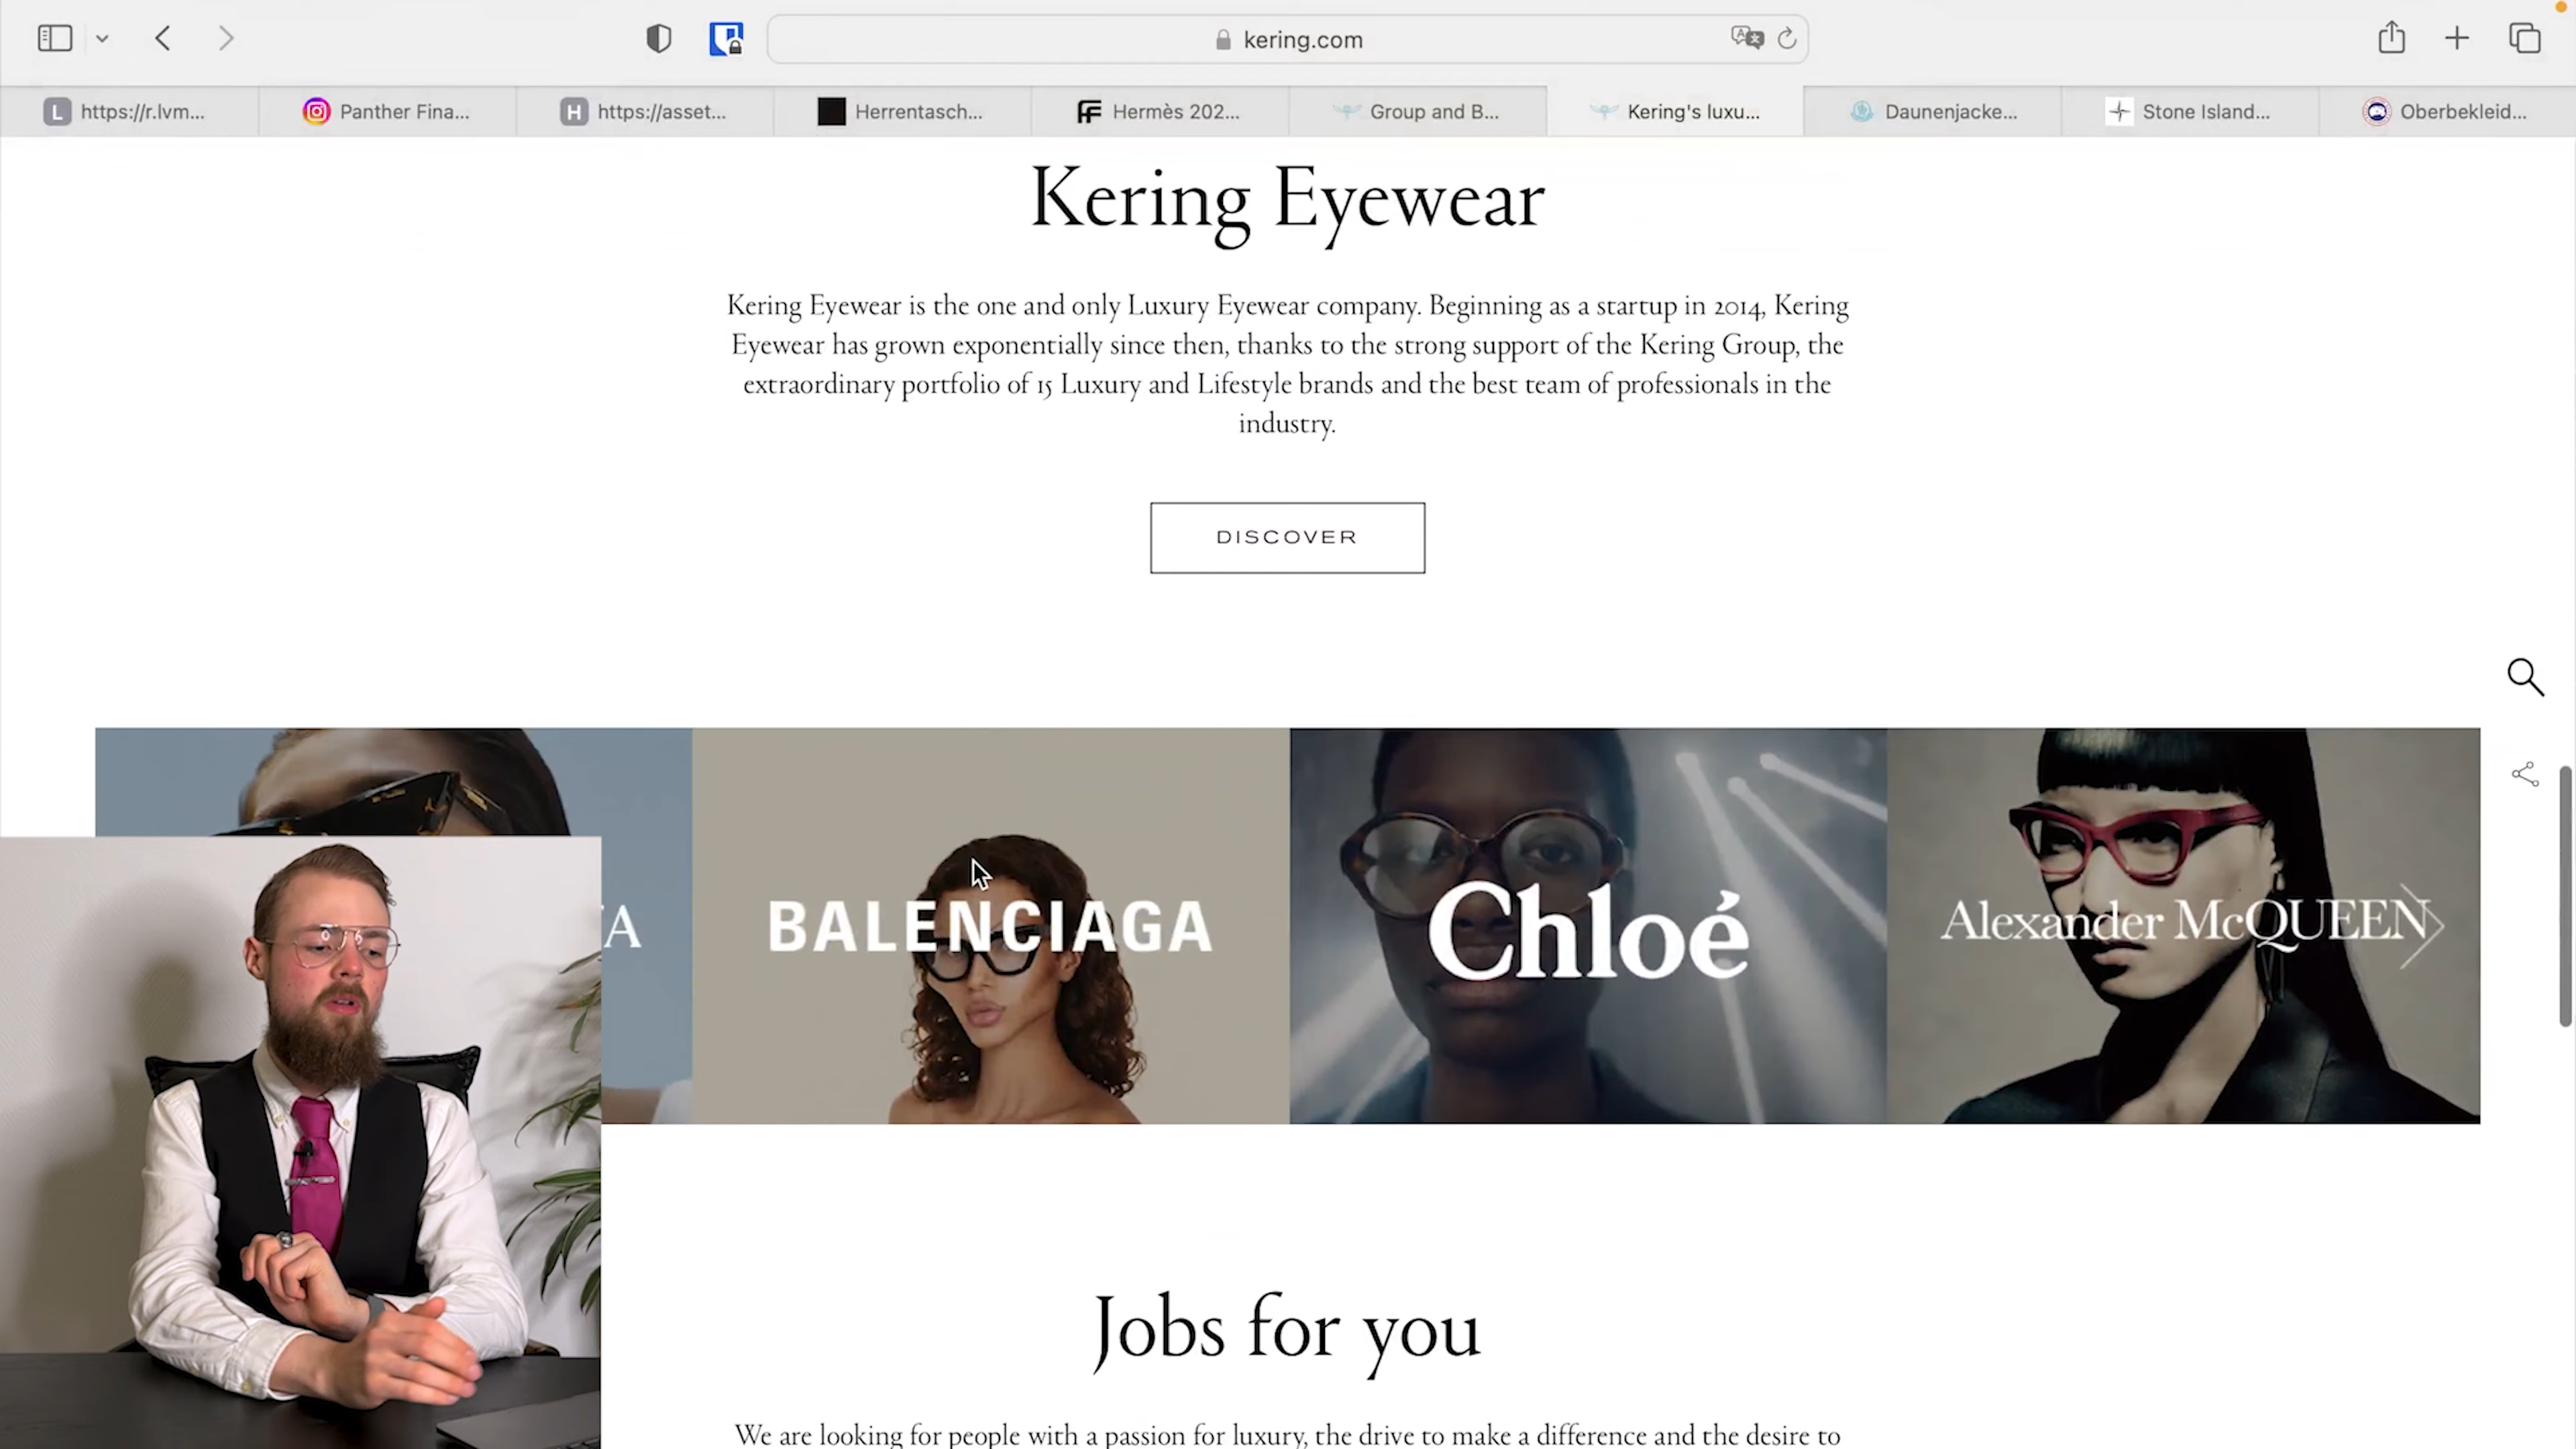 kering.com
L https://r.lvm...
Panther Fina...
H https://asset...
Herrentasch...
Hermès 202...
Group and B...
Kering's luxu...
Daunenjacke...
Stone Island...
Oberbekleid...
Kering Eyewear
Kering Eyewear is the one and only Luxury Eyewear company. Beginning as a startup in 2014, Kering
Eyewear has grown exponentially since then, thanks to the strong support of the Kering Group, the
extraordinary portfolio of 15 Luxury and Lifestyle brands and the best team of professionals in the
industry.
DISCOVER
BALENCIAGA
Chloé
Alexander McQUEEN
Jobs for you
We are looking for people with a passion for luxury, the drive to make a difference and the desire to